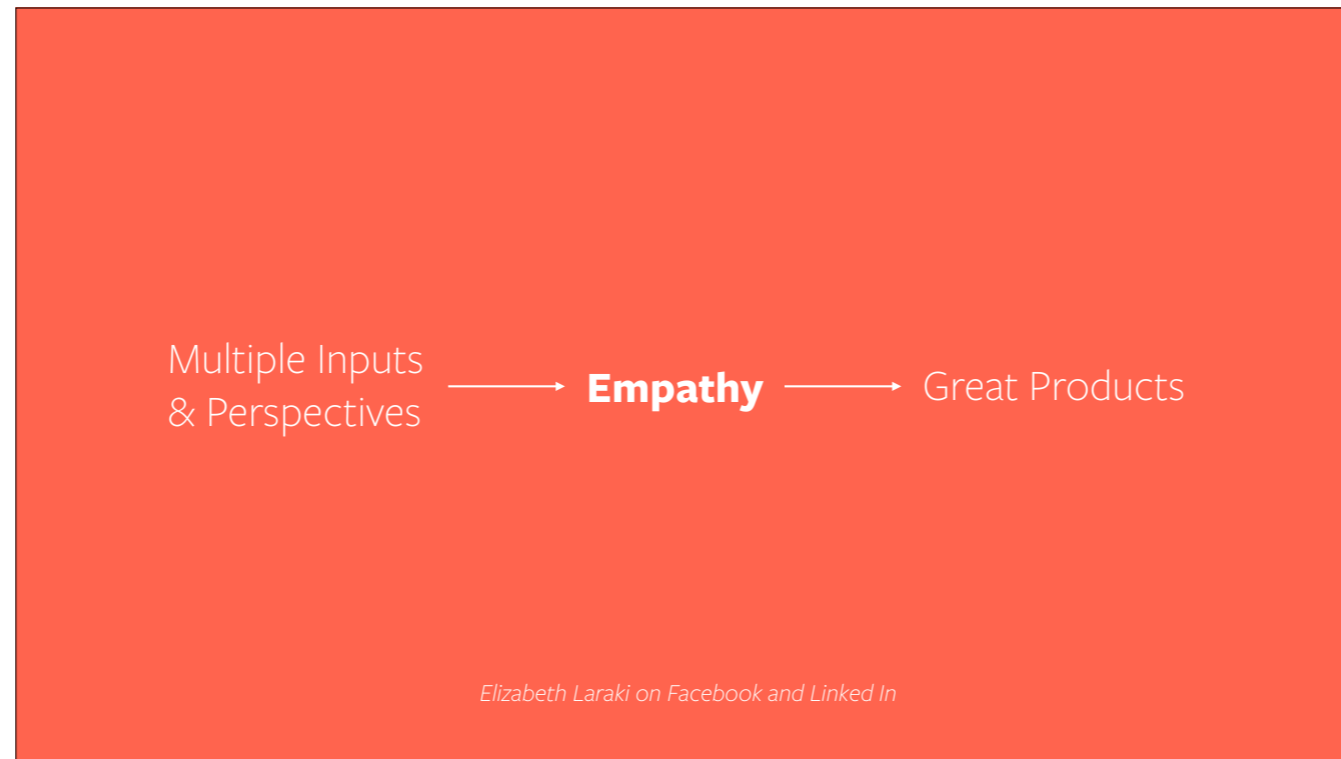 Multiple Inputs
& Perspectives
Empathy
Great Products
Elizabeth Laraki on Facebook and Linked In